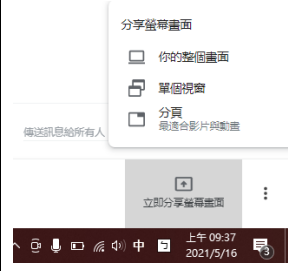 分享螢幕畫面
你的整個畫面
單個視窗
分頁
最適合影片與動畫
傳送訊息給所有人
立即分享螢幕畫面
中
上午 09:37
2021/5/16
3